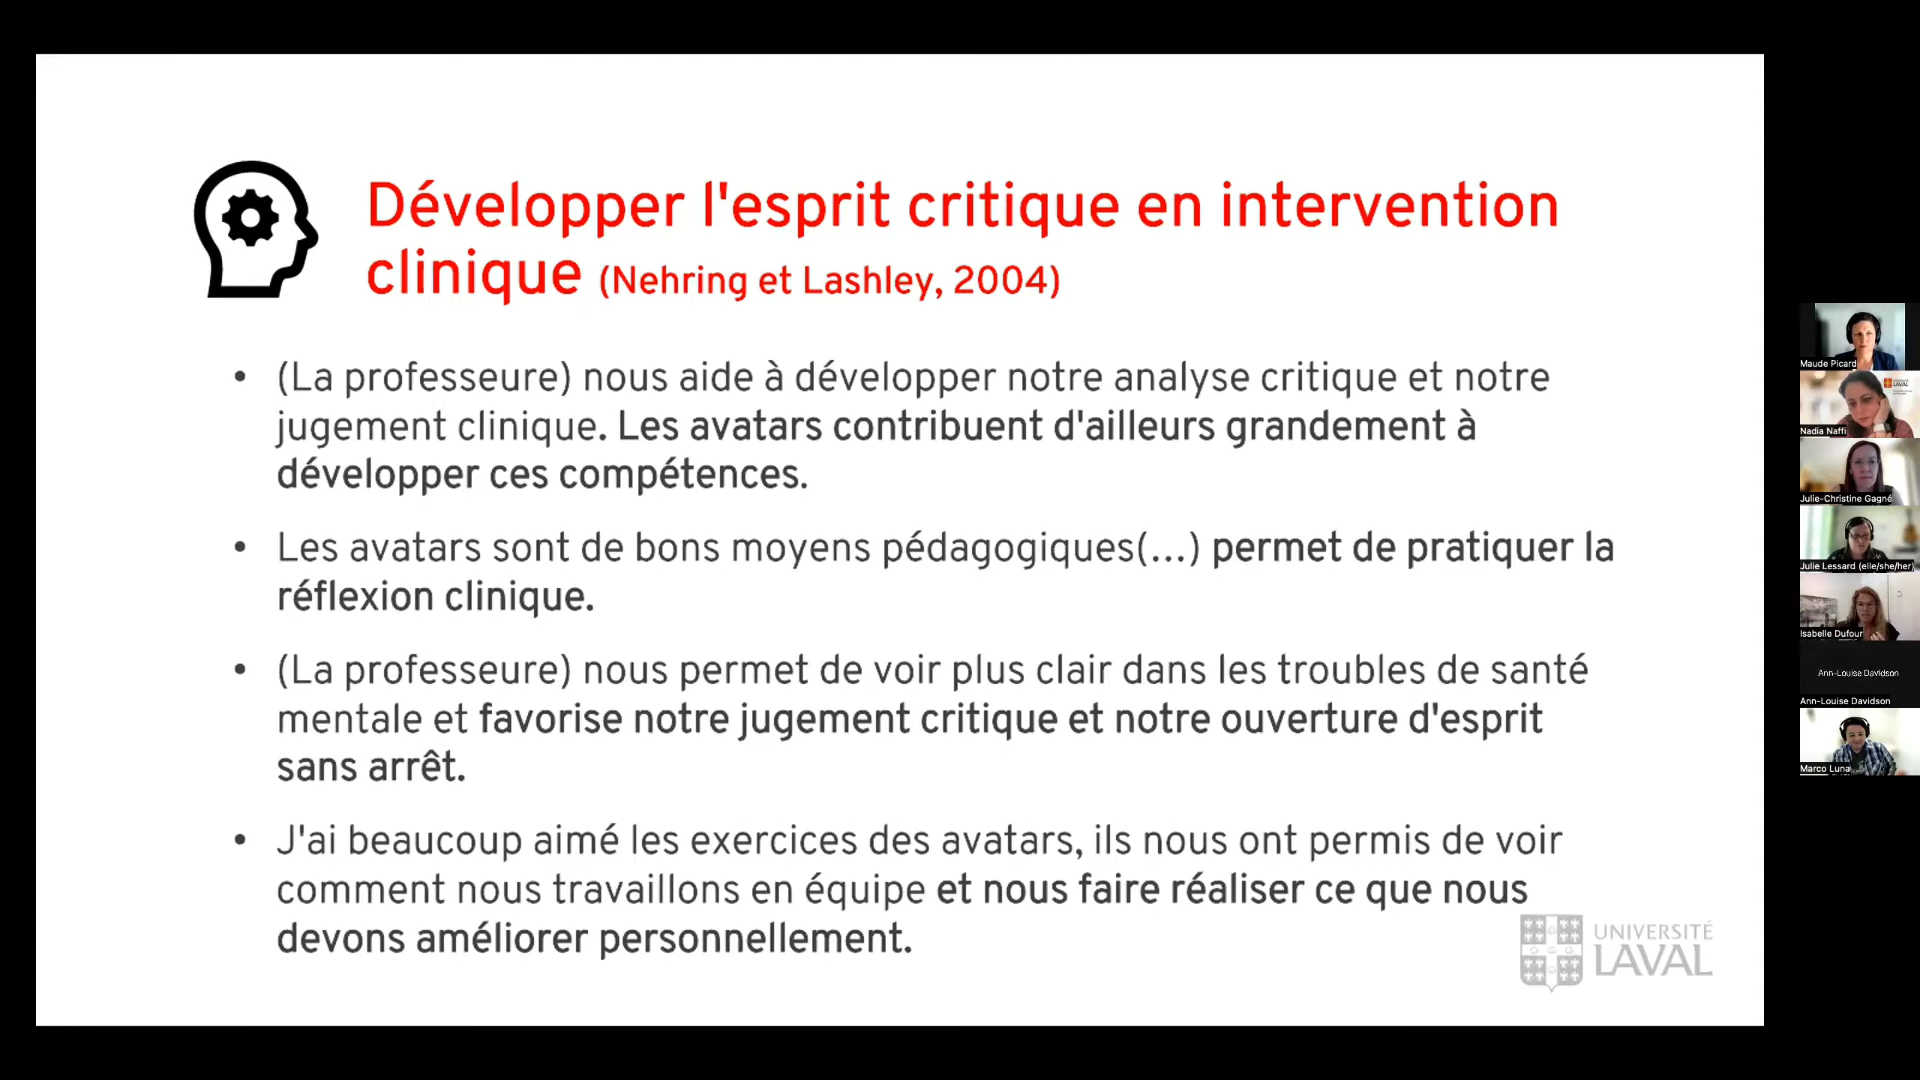 Développer l'esprit critique en intervention
clinique (Nehring et Lashley, 2004)
• (La professeure) nous aide à développer notre analyse critique et notre
jugement clinique. Les avatars contribuent d'ailleurs grandement à
développer ces compétences.
• Les avatars sont de bons moyens pédagogiques(...) permet de pratiquer la
réflexion clinique.
• (La professeure) nous permet de voir plus clair dans les troubles de santé
mentale et favorise notre jugement critique et notre ouverture d'esprit
sans arrêt.
• J'ai beaucoup aimé les exercices des avatars, ils nous ont permis de voir
comment nous travaillons en équipe et nous faire réaliser ce que nous
devons améliorer personnellement.
UNIVERSITÉ
LAVAL
Maude Picard
LAVAL
Nadia Naffi
Julie-Christine Gagné
Julie Lessard (elle/she/her)
Isabelle Dufour
Ann-Louise Davidson
Ann-Louise Davidson
Marco Luna